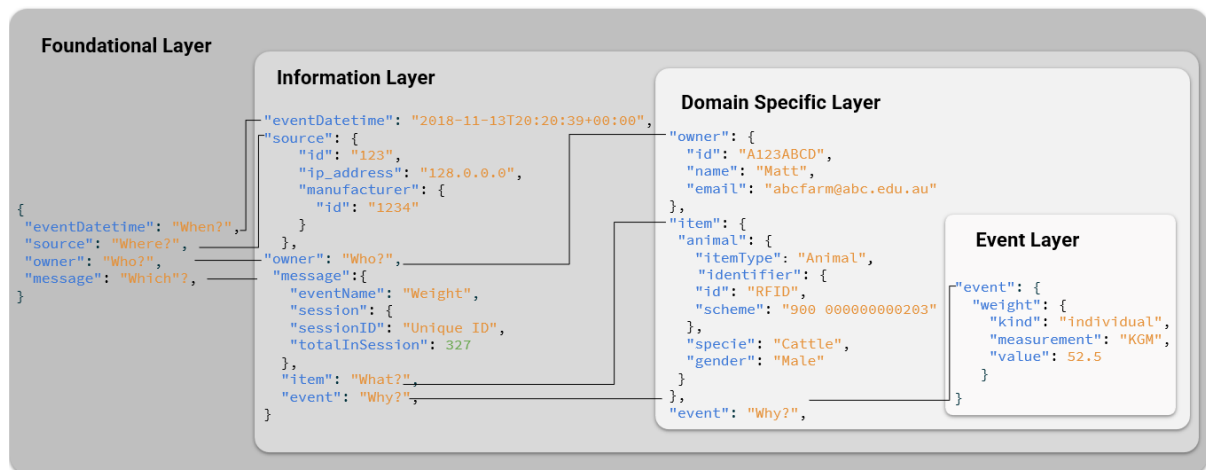 Foundational Layer
{
"eventDatetime": "When?",
"source": "Where?",
"owner": "Who?",
"message": "Which"?,
}
Information Layer
"eventDatetime": "2018-11-13T20:20:39+00:00",
"source": {
"id": "123",
"ip_address": "128.0.0.0",
"manufacturer": {
"id": "1234"
}
},
"owner": "Who?",
"message":{
"eventName": "Weight",
"session": {
"sessionID": "Unique ID",
"totalInSession": 327
},
"item": "What?",
"event": "Why?",
}
Domain Specific Layer
"owner": {
"id": "A123ABCD",
"name": "Matt",
"email": "abcfarm@abc.edu.au"
},
"item": {
"animal": {
"itemType": "Animal",
"identifier": {
"id": "RFID",
"scheme": "900 000000000203"
},
"specie": "Cattle",
"gender": "Male"
}
},
"event": "Why?",
Event Layer
"event": {
"weight": {
"kind": "individual",
"measurement": "KGM",
"value": 52.5
}
}